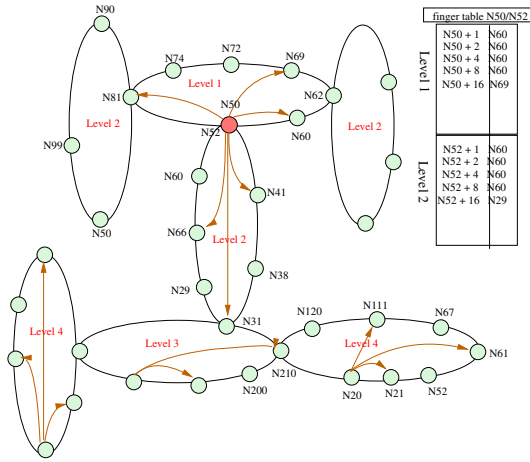 N90
finger table N50/N52
N74
N72
N69
Level 1
N50 + 1 N60
N50 + 2 N60
N50 + 4 N60
N50 + 8 N60
N50 + 16 N69
Level 1
N81
N50
N62
N52
N60
Level 2
Level 2
N99
Level 2
N52 + 1 N60
N52 + 2 N60
N52 + 4 N60
N52 + 8 N60
N52 + 16 N29
N60
N41
N50
N66
Level 2
N29
N38
N31
N120
N111
N67
Level 4
Level 3
Level 4
N61
N210
N200
N20
N21
N52